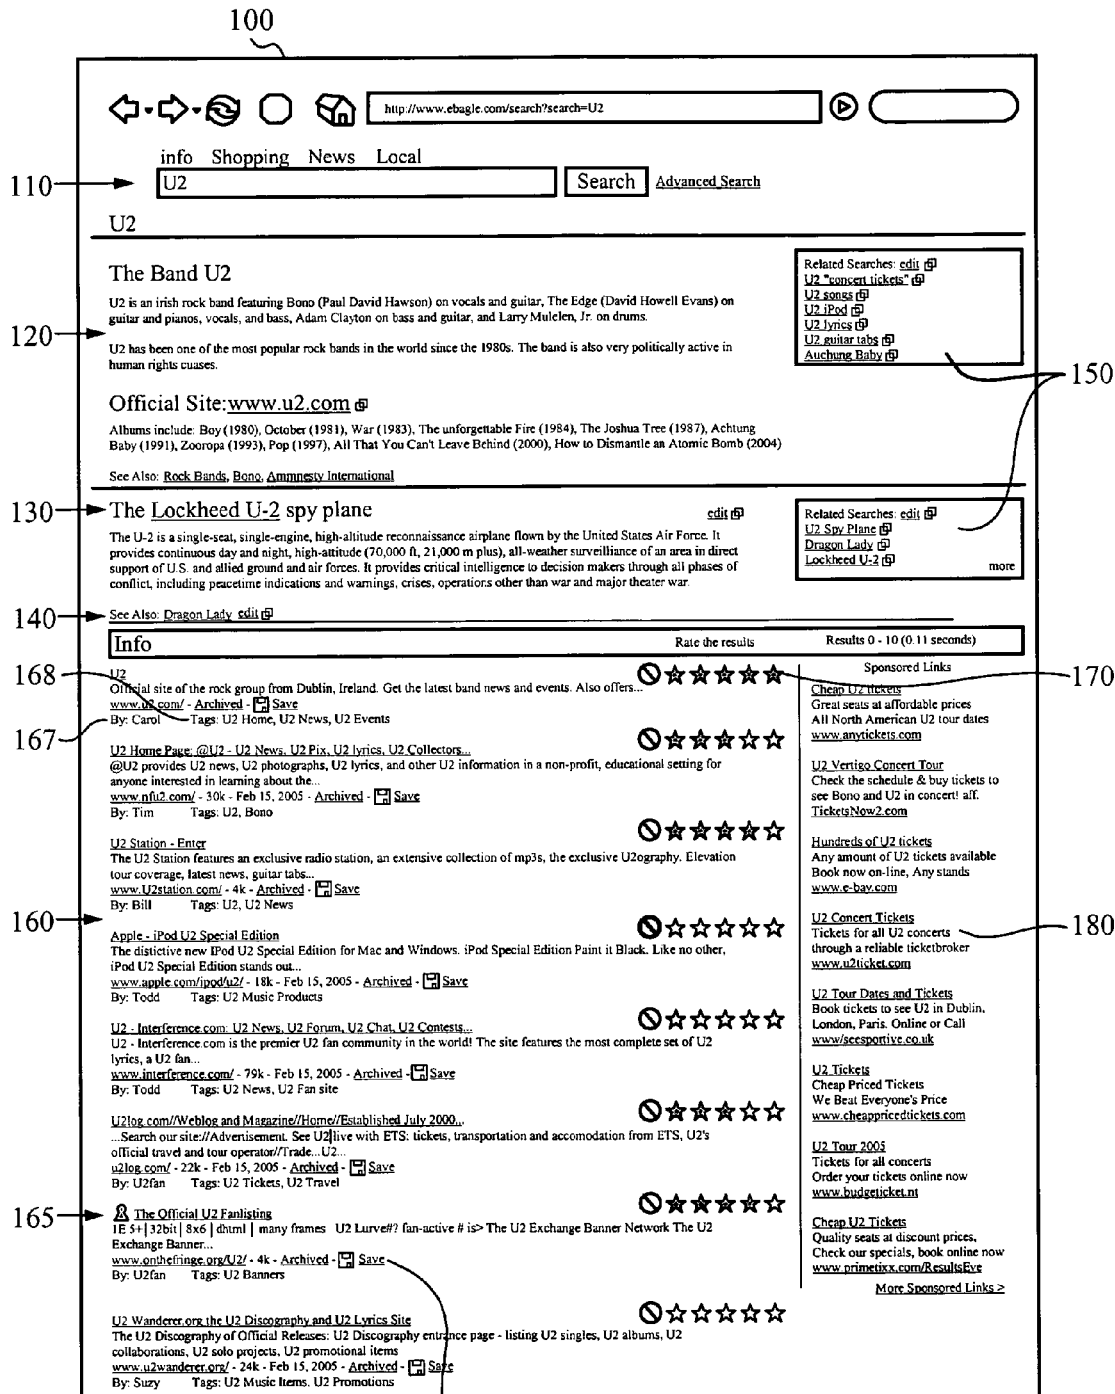 100
http://www.ebagle.com/search?search=U2
info Shopping News Local
110
U2
Search
Advanced Search
U2
The Band U2
U2 is an irish rock band featuring Bono (Paul David Hawson) on vocals and guitar, The Edge (David Howell Evans) on
guitar and pianos, vocals, and bass, Adam Clayton on bass and guitar, and Larry Mulelen, Jr. on drums.
120
U2 has been one of the most popular rock bands in the world since the 1980s. The band is also very politically active in
human rights cuases.
Official Site:www.u2.com
Albums include: Boy (1980), October (1981), War (1983), The unforgettable Fire (1984), The Joshua Tree (1987), Achtung
Baby (1991), Zooropa (1993), Pop (1997), All That You Can't Leave Behind (2000), How to Dismantle an Atomic Bomb (2004)
See Also: Rock Bands, Bono, Ammnesty International
Related Searches: edit
U2 "concert tickets"
U2 songs
U2 iPod
U2 lyrics
U2 guitar tabs
Auchung Baby
150
130
The Lockheed U-2 spy plane
edit
The U-2 is a single-seat, single-engine, high-altitude reconnaissance airplane flown by the United States Air Force. It
provides continuous day and night, high-attitude (70,000 ft, 21,000 m plus), all-weather surveillance of an area in direct
support of U.S. and allied ground and air forces. It provides critical intelligence to decision makers through all phases of
conflict, including peacetime indications and warnings, crises, operations other than war and major theater war.
Related Searches: edit
U2 Spy Plane
Dragon Lady
Lockheed U-2
more
140
See Also: Dragon Lady edit
Info
Rate the results
Results 0 - 10 (0.11 seconds)
168
U2
Official site of the rock group from Dublin, Ireland. Get the latest band news and events. Also offers...
www.u2.com/ - Archived - Save
By: Carol Tags: U2 Home, U2 News, U2 Events
167
170
U2 Home Page: @U2 - U2 News, U2 Pix, U2 lyrics, U2 Collectors...
@U2 provides U2 news, U2 photographs, U2 lyrics, and other U2 information in a non-profit, educational setting for
anyone interested in learning about the...
www.nfu2.com/ - 30k - Feb 15, 2005 - Archived - Save
By: Tim Tags: U2, Bono
U2 Station - Enter
The U2 Station features an exclusive radio station, an extensive collection of mp3s, the exclusive U2ography. Elevation
tour coverage, latest news, guitar tabs...
www.U2station.com/ - 4k - Archived - Save
By: Bill Tags: U2, U2 News
160
Apple - iPod U2 Special Edition
The distictive new IPod U2 Special Edition for Mac and Windows. iPod Special Edition Paint it Black. Like no other,
iPod U2 Special Edition stands out...
www.apple.com/ipod/u2/ - 18k - Feb 15, 2005 - Archived - Save
By: Todd Tags: U2 Music Products
U2 - Interference.com: U2 News, U2 Forum, U2 Chat, U2 Contests...
U2 - Interference.com is the premier U2 fan community in the world! The site features the most complete set of U2
lyrics, a U2 fan...
www.interference.com/ - 79k - Feb 15, 2005 - Archived - Save
By: Todd Tags: U2 News, U2 Fan site
U2log.com//Weblog and Magazine//Home//Established July 2000...
...Search our site://Advertisement. See U2|live with ETS: tickets, transportation and accomodation from ETS, U2's
official travel and tour operator//Trade...U2...
u2log.com/ - 22k - Feb 15, 2005 - Archived - Save
By: U2fan Tags: U2 Tickets, U2 Travel
165
The Official U2 Fanlisting
IE 5+|32bit | 8x6 | dhtml | many frames U2 Lurve#? fan-active # is> The U2 Exchange Banner Network The U2
Exchange Banner...
www.onthefringe.org/U2/ - 4k - Archived - Save
By: U2fan Tags: U2 Banners
U2 Wanderer.org the U2 Discography and U2 Lyrics Site
The U2 Discography of Official Releases: U2 Discography entrance page - listing U2 singles, U2 albums, U2
collaborations, U2 solo projects, U2 promotional items
www.u2wanderer.org/ - 24k - Feb 15, 2005 - Archived - Save
By: Suzy Tags: U2 Music Items, U2 Promotions
Sponsored Links
Cheap U2 tickets
Great seats at affordable prices
All North American U2 tour dates
www.anytickets.com
U2 Vertigo Concert Tour
Check the schedule & buy tickets to
see Bono and U2 in concert! aff.
TicketsNow2.com
Hundreds of U2 tickets
Any amount of U2 tickets available
Book now on-line, Any stands
www.e-bay.com
U2 Concert Tickets
Tickets for all U2 concerts
through a reliable ticketbroker
www.u2ticket.com
180
U2 Tour Dates and Tickets
Book tickets to see U2 in Dublin,
London, Paris. Online or Call
www/seesportive.co.uk
U2 Tickets
Cheap Priced Tickets
We Beat Everyone's Price
www.cheappricedtickets.com
U2 Tour 2005
Tickets for all concerts
Order your tickets online now
www.budgeticket.nt
Cheap U2 Tickets
Quality seats at discount prices,
Check our specials, book online now
www.primetixx.com/ResultsEve
More Sponsored Links >